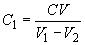 C₁ = CV / (V₁ − V₂)